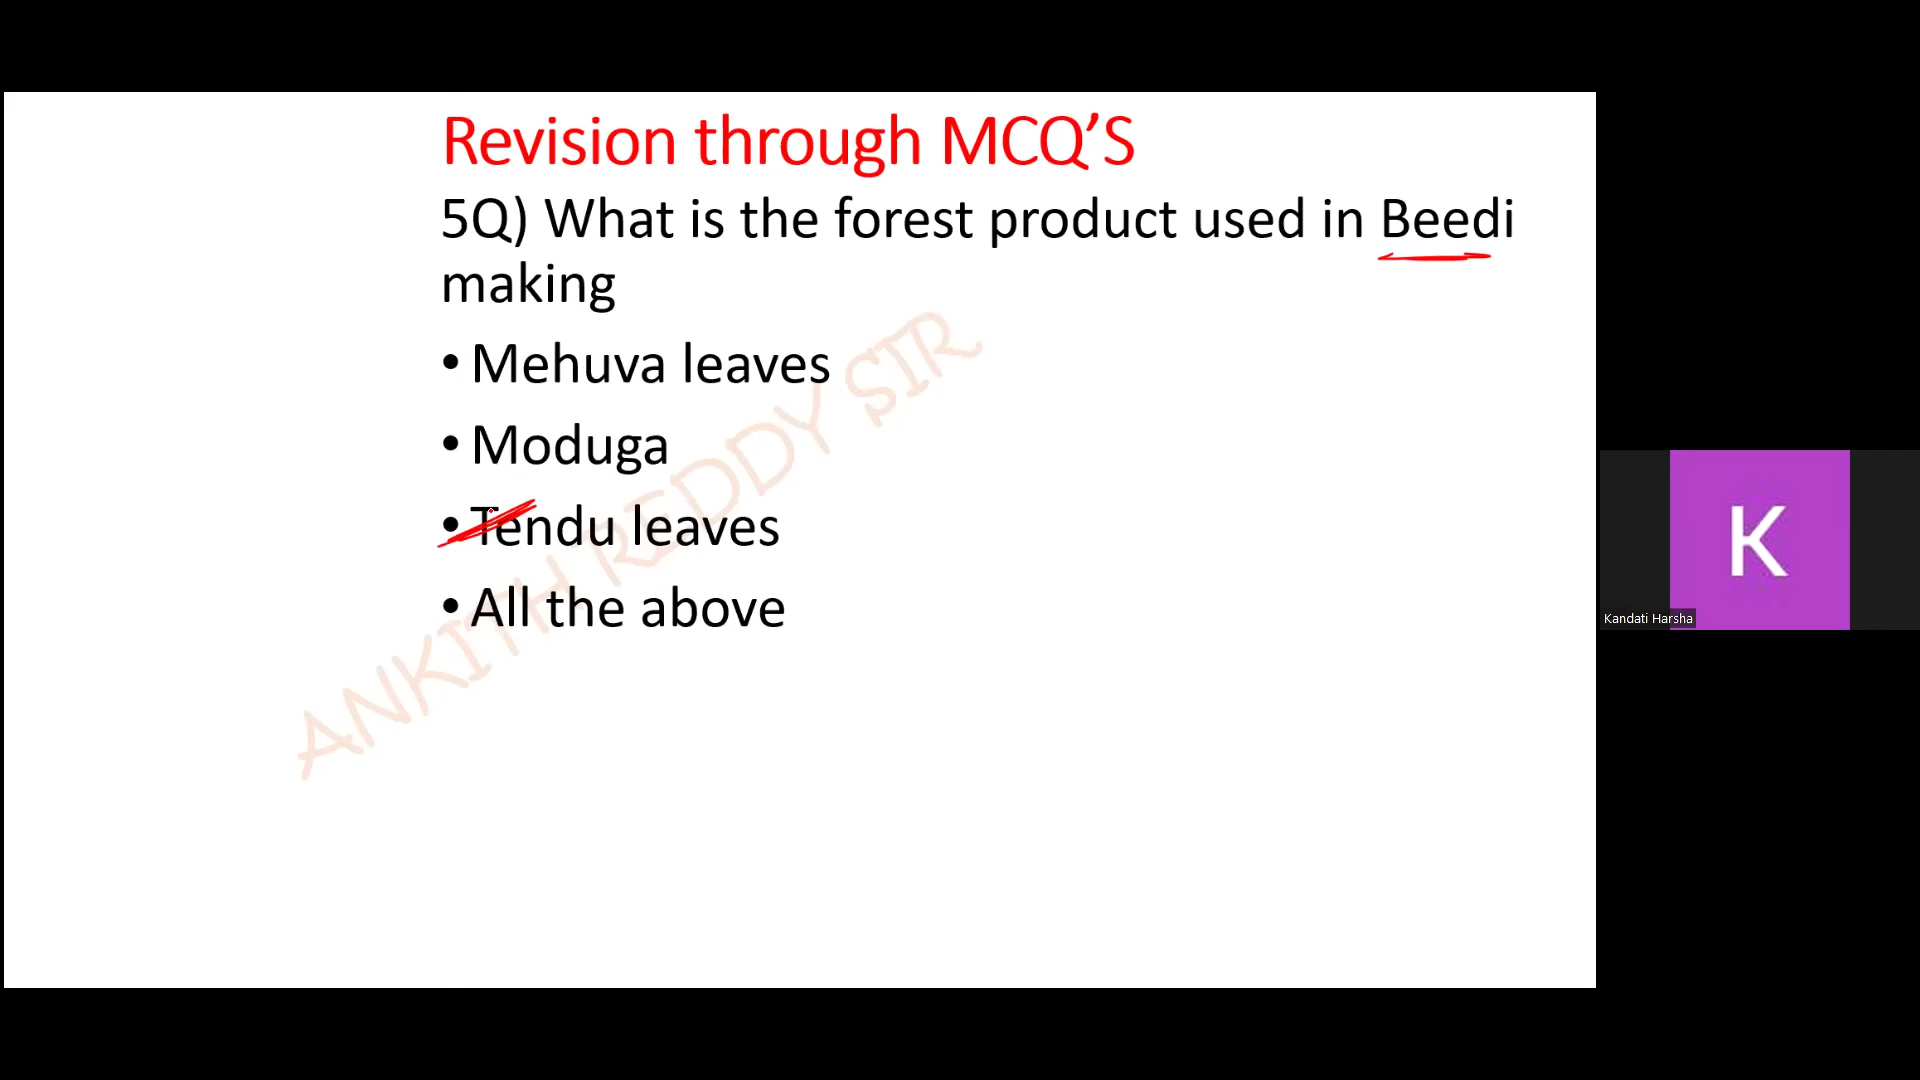 Revision through MCQ’S
5Q) What is the forest product used in Beedi
making
• Mehuva leaves
• Moduga
• Tendu leaves
• All the above
ANKITH REDDY SIR
K
Kandati Harsha